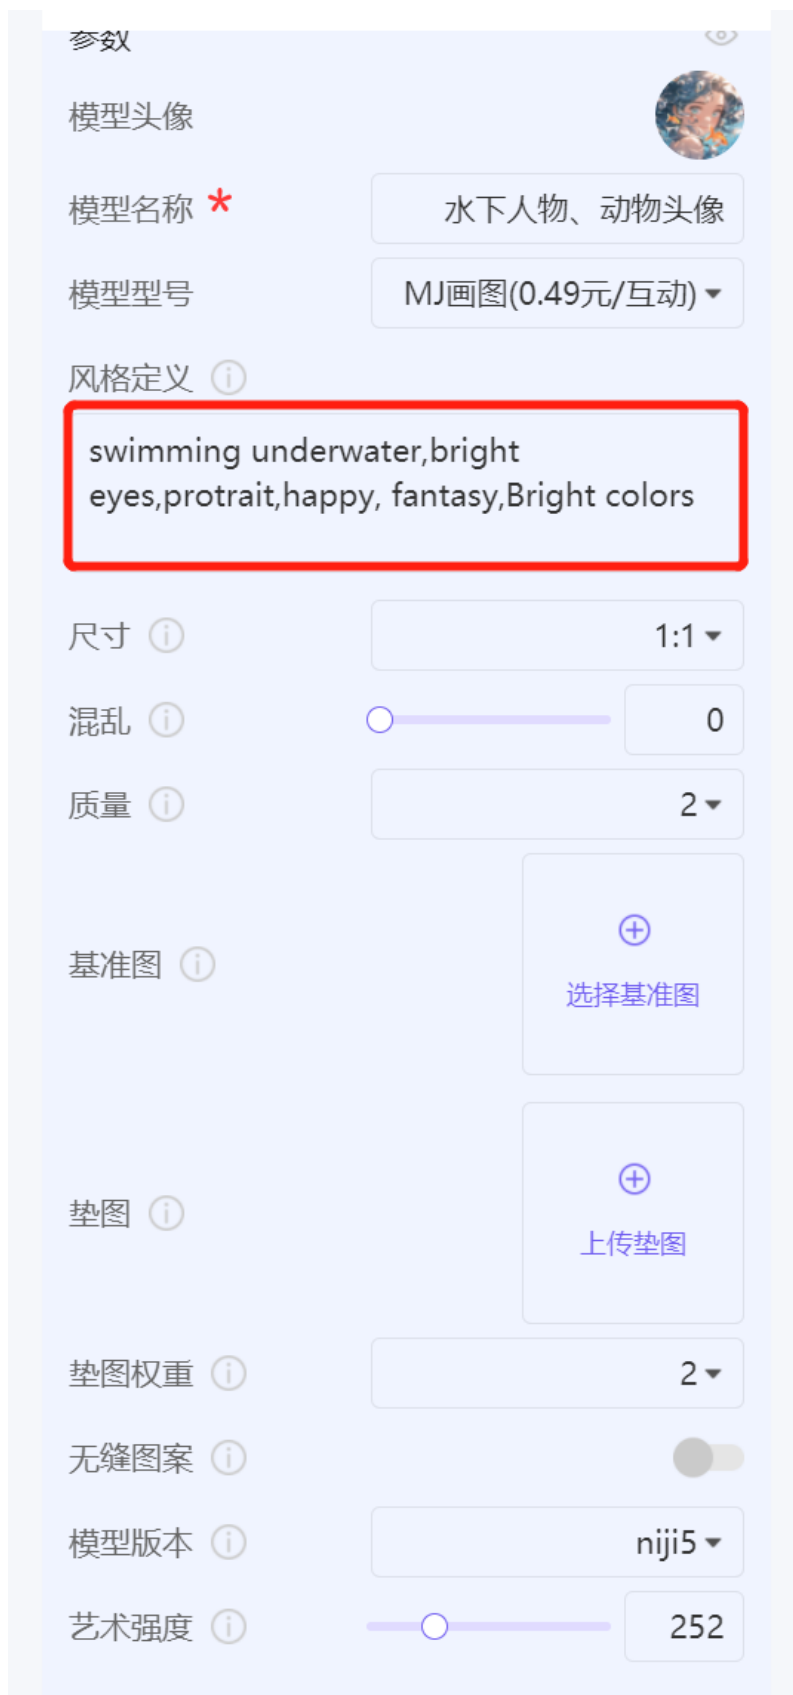 参数
模型头像
模型名称 * 水下人物、动物头像
模型型号 MJ画图(0.49元/互动)
风格定义
swimming underwater,bright
eyes,protrait,happy, fantasy,Bright colors
尺寸 1:1
混乱 0
质量 2
基准图 选择基准图
垫图 上传垫图
垫图权重 2
无缝图案
模型版本 niji5
艺术强度 252